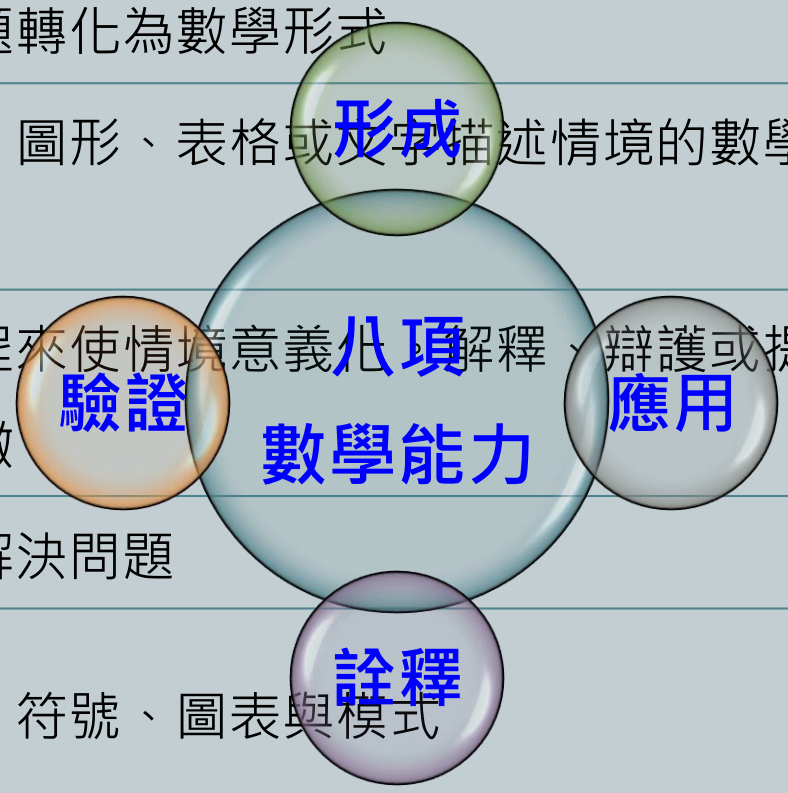 題轉化為數學形式
形成
圖形、表格或文字描述情境的數學
八項
程來使情境意義化。解釋、辯護或提
驗證
應用
數學能力
解決問題
詮釋
符號、圖表與模式